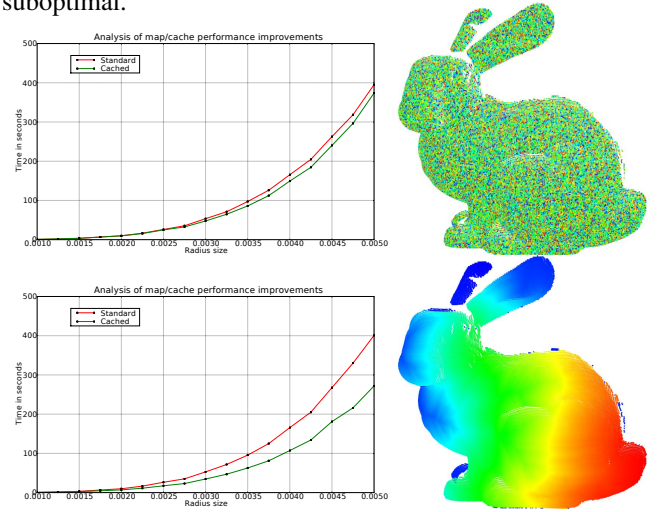 suboptimal.
Analysis of map/cache performance improvements
500
Standard
Cached
400
300
200
100
0
Time in seconds
0.0010 0.0015 0.0020 0.0025 0.0030 0.0035 0.0040 0.0045 0.0050
Radius size
Analysis of map/cache performance improvements
500
Standard
Cached
400
300
200
100
0
Time in seconds
0.0010 0.0015 0.0020 0.0025 0.0030 0.0035 0.0040 0.0045 0.0050
Radius size